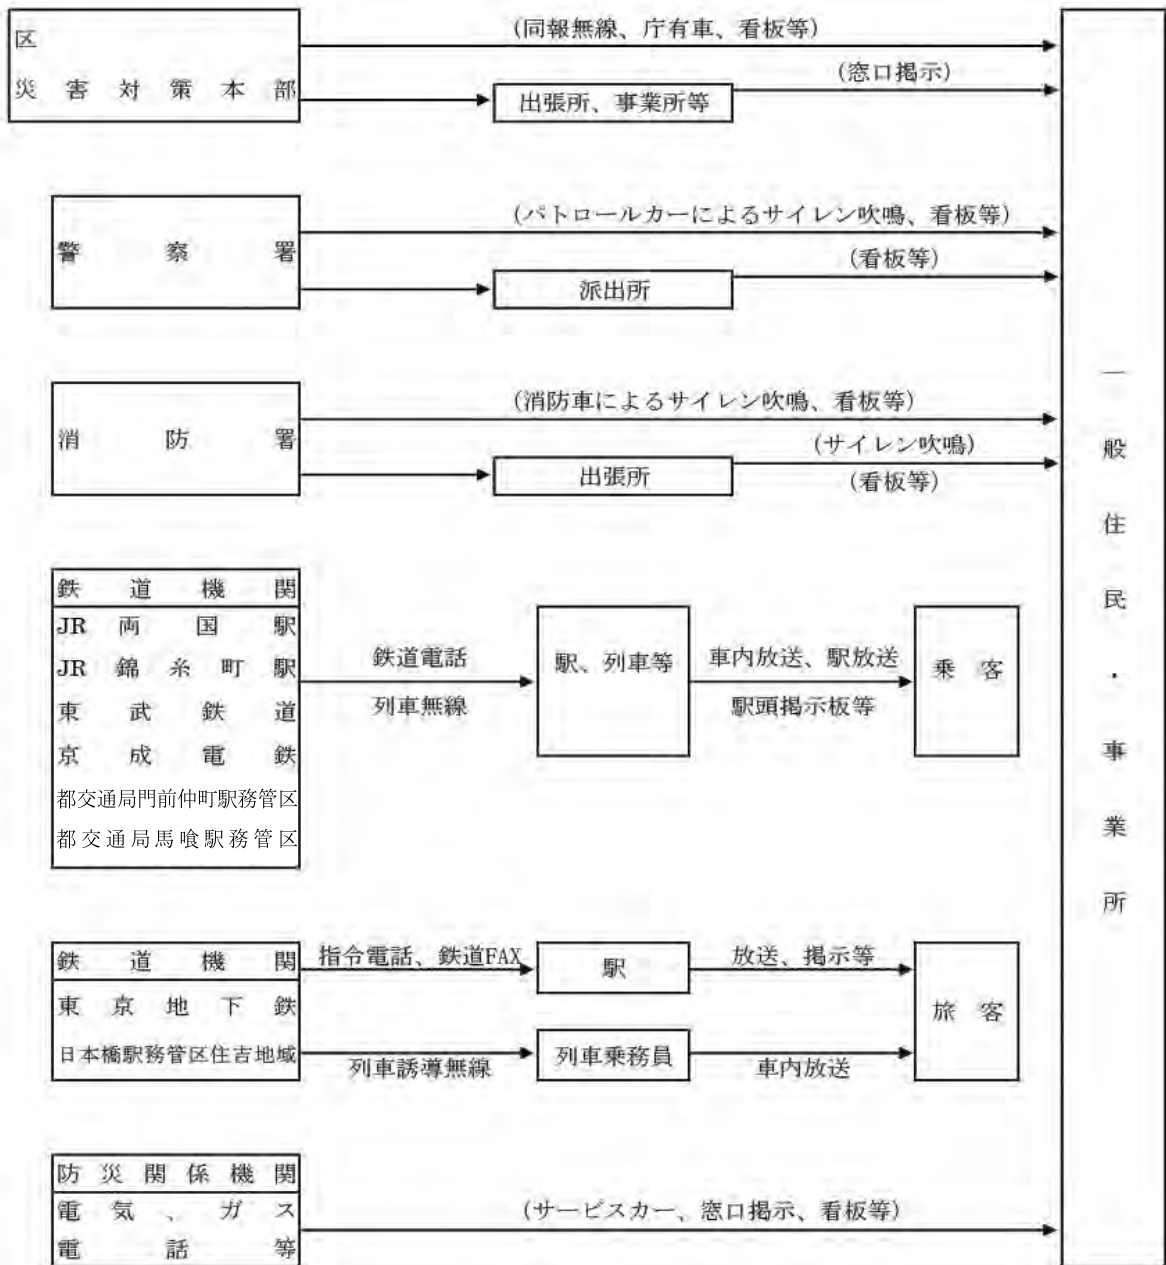 区
災害対策本部
(同報無線、庁有車、看板等)
出張所、事業所等
(窓口掲示)
警察署
(パトロールカーによるサイレン吹鳴、看板等)
派出所
(看板等)
消防署
(消防車によるサイレン吹鳴、看板等)
出張所
(サイレン吹鳴)
(看板等)
鉄道機関
JR両国駅
JR錦糸町駅
東武鉄道
京成電鉄
都交通局門前仲町駅務管区
都交通局馬喰駅務管区
鉄道電話
列車無線
駅、列車等
車内放送、駅放送
駅頭掲示板等
乗客
鉄道機関
東京地下鉄
日本橋駅務管区住吉地域
指令電話、鉄道FAX
駅
放送、掲示等
列車誘導無線
列車乗務員
車内放送
旅客
防災関係機関
電気、ガス
電話等
(サービスカー、窓口掲示、看板等)
一般住民・事業所